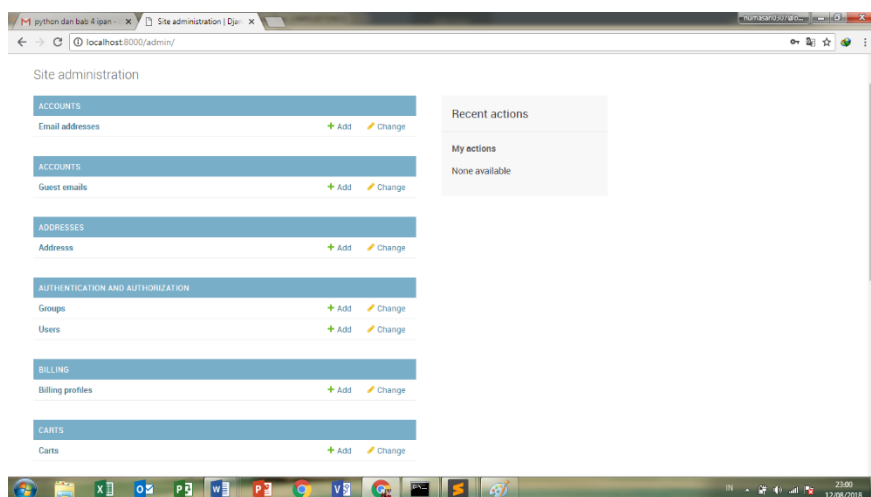 python dan bab 4 ipan -
Site administration | Djan
localhost:8000/admin/
Site administration
ACCOUNTS
Email addresses + Add Change
ACCOUNTS
Guest emails + Add Change
ADDRESSES
Addresss + Add Change
AUTHENTICATION AND AUTHORIZATION
Groups + Add Change
Users + Add Change
BILLING
Billing profiles + Add Change
CARTS
Carts + Add Change
Recent actions
My actions
None available
IN
23:00
12/08/2018